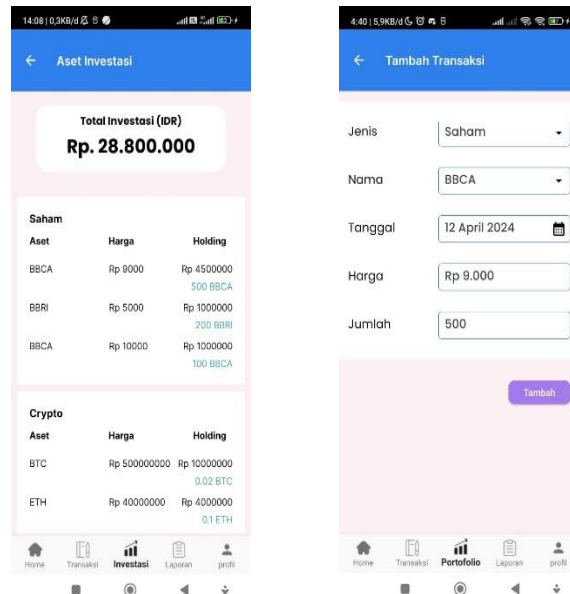 14:08 | 0,3KB/d
Aset Investasi
Total Investasi (IDR)
Rp. 28.800.000
Saham
Aset Harga Holding
BBCA Rp 9000 Rp 4500000
500 BBCA
BBRI Rp 5000 Rp 1000000
200 BBRI
BBCA Rp 10000 Rp 1000000
100 BBCA
Crypto
Aset Harga Holding
BTC Rp 500000000 Rp 10000000
0.02 BTC
ETH Rp 40000000 Rp 4000000
0.1 ETH
Home Transaksi Investasi Laporan profil
4:40 | 5,9KB/d
Tambah Transaksi
Jenis Saham
Nama BBCA
Tanggal 12 April 2024
Harga Rp 9.000
Jumlah 500
Tambah
Home Transaksi Portofolio Laporan profil